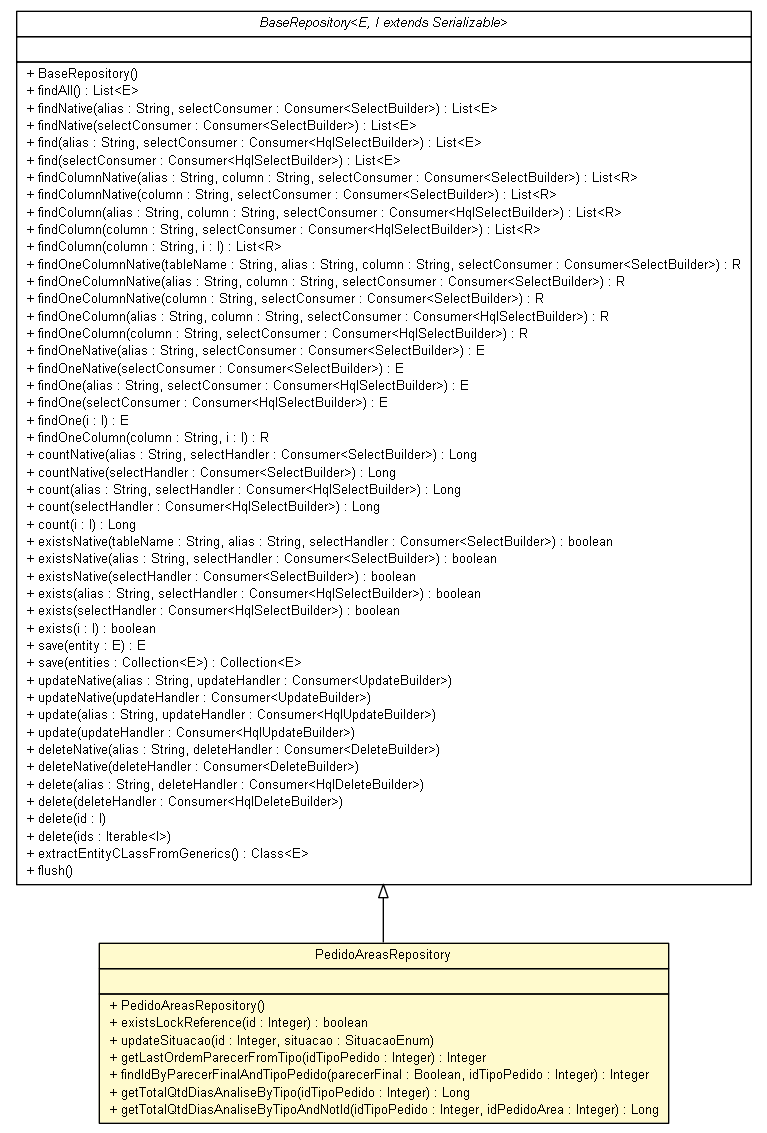 BaseRepository<E, I extends Serializable>
+ BaseRepository()
+ findAll() : List<E>
+ findNative(alias : String, selectConsumer : Consumer<SelectBuilder>) : List<E>
+ findNative(selectConsumer : Consumer<SelectBuilder>) : List<E>
+ find(alias : String, selectConsumer : Consumer<HqlSelectBuilder>) : List<E>
+ find(selectConsumer : Consumer<HqlSelectBuilder>) : List<E>
+ findColumnNative(alias : String, column : String, selectConsumer : Consumer<SelectBuilder>) : List<R>
+ findColumnNative(column : String, selectConsumer : Consumer<SelectBuilder>) : List<R>
+ findColumn(alias : String, column : String, selectConsumer : Consumer<HqlSelectBuilder>) : List<R>
+ findColumn(column : String, selectConsumer : Consumer<HqlSelectBuilder>) : List<R>
+ findColumn(column : String, i : I) : List<R>
+ findOneColumnNative(tableName : String, alias : String, column : String, selectConsumer : Consumer<SelectBuilder>) : R
+ findOneColumnNative(alias : String, column : String, selectConsumer : Consumer<SelectBuilder>) : R
+ findOneColumnNative(column : String, selectConsumer : Consumer<SelectBuilder>) : R
+ findOneColumn(alias : String, column : String, selectConsumer : Consumer<HqlSelectBuilder>) : R
+ findOneColumn(column : String, selectConsumer : Consumer<HqlSelectBuilder>) : R
+ findOneNative(alias : String, selectConsumer : Consumer<SelectBuilder>) : E
+ findOneNative(selectConsumer : Consumer<SelectBuilder>) : E
+ findOne(alias : String, selectConsumer : Consumer<HqlSelectBuilder>) : E
+ findOne(selectConsumer : Consumer<HqlSelectBuilder>) : E
+ findOne(i : I) : E
+ findOneColumn(column : String, i : I) : R
+ countNative(alias : String, selectHandler : Consumer<SelectBuilder>) : Long
+ countNative(selectHandler : Consumer<SelectBuilder>) : Long
+ count(alias : String, selectHandler : Consumer<HqlSelectBuilder>) : Long
+ count(selectHandler : Consumer<HqlSelectBuilder>) : Long
+ count(i : I) : Long
+ existsNative(tableName : String, alias : String, selectHandler : Consumer<SelectBuilder>) : boolean
+ existsNative(alias : String, selectHandler : Consumer<SelectBuilder>) : boolean
+ existsNative(selectHandler : Consumer<SelectBuilder>) : boolean
+ exists(alias : String, selectHandler : Consumer<HqlSelectBuilder>) : boolean
+ exists(selectHandler : Consumer<HqlSelectBuilder>) : boolean
+ exists(i : I) : boolean
+ save(entity : E) : E
+ save(entities : Collection<E>) : Collection<E>
+ updateNative(alias : String, updateHandler : Consumer<UpdateBuilder>)
+ updateNative(updateHandler : Consumer<UpdateBuilder>)
+ update(alias : String, updateHandler : Consumer<HqlUpdateBuilder>)
+ update(updateHandler : Consumer<HqlUpdateBuilder>)
+ deleteNative(alias : String, deleteHandler : Consumer<DeleteBuilder>)
+ deleteNative(deleteHandler : Consumer<DeleteBuilder>)
+ delete(alias : String, deleteHandler : Consumer<HqlDeleteBuilder>)
+ delete(deleteHandler : Consumer<HqlDeleteBuilder>)
+ delete(id : I)
+ delete(ids : Iterable<I>)
+ extractEntityCLassFromGenerics() : Class<E>
+ flush()
PedidoAreasRepository
+ PedidoAreasRepository()
+ existsLockReference(id : Integer) : boolean
+ updateSituacao(id : Integer, situacao : SituacaoEnum)
+ getLastOrdemParecerFromTipo(idTipoPedido : Integer) : Integer
+ findIdByParecerFinalAndTipoPedido(parecerFinal : Boolean, idTipoPedido : Integer) : Integer
+ getTotalQtdDiasAnaliseByTipo(idTipoPedido : Integer) : Long
+ getTotalQtdDiasAnaliseByTipoAndNotId(idTipoPedido : Integer, idPedidoArea : Integer) : Long